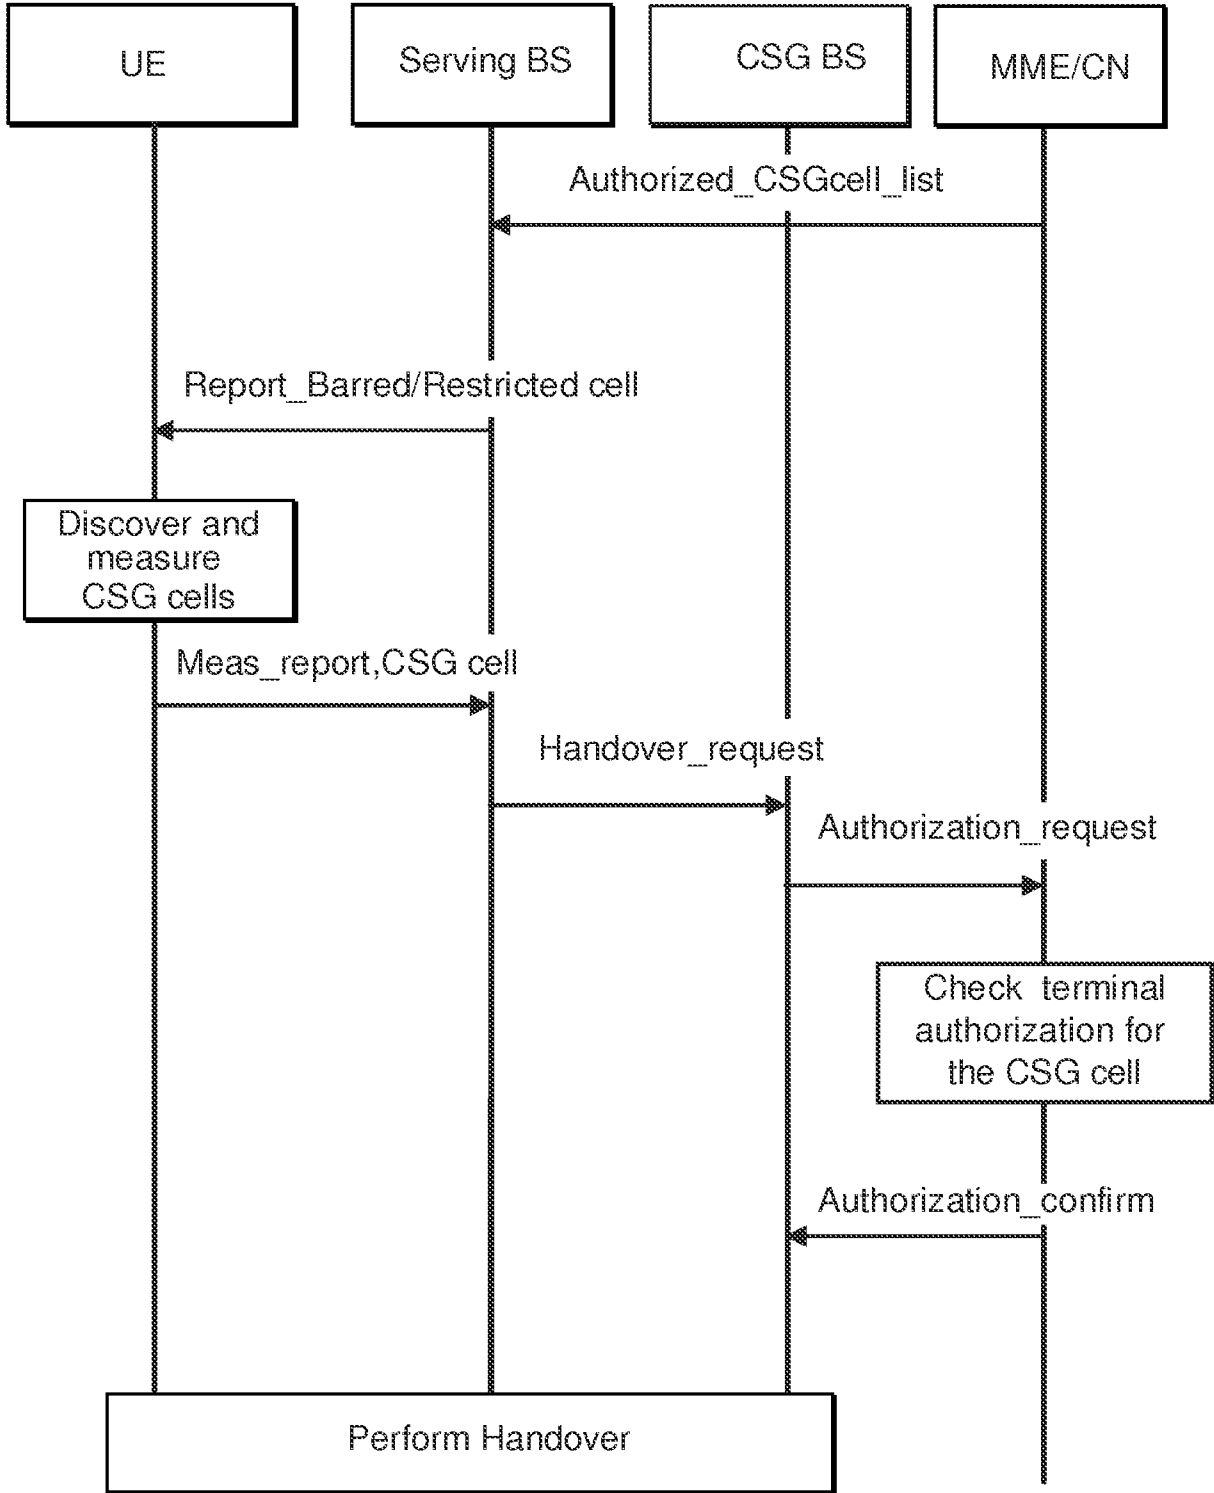 UE
Serving BS
CSG BS
MME/CN
Authorized_CSGcell_list
Report_Barred/Restricted cell
Discover and
measure
CSG cells
Meas_report,CSG cell
Handover_request
Authorization_request
Check terminal
authorization for
the CSG cell
Authorization_confirm
Perform Handover